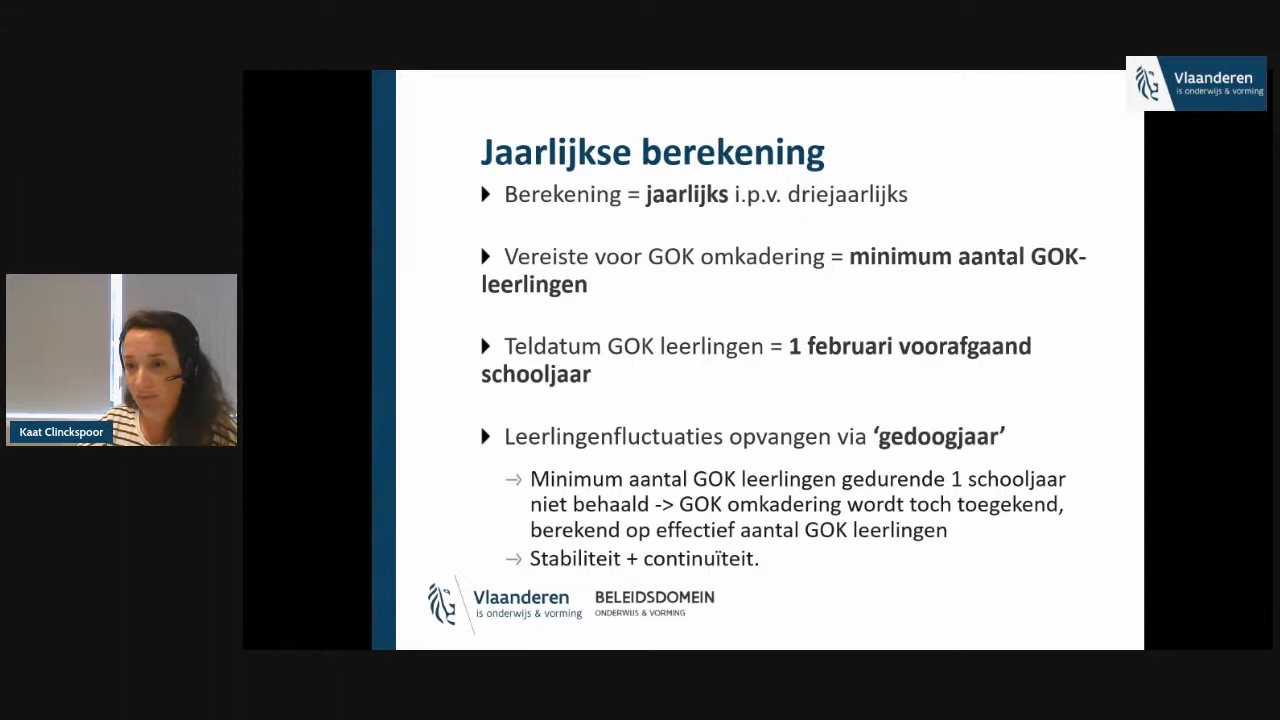 Vlaanderen
is onderwijs & vorming
Jaarlijkse berekening
Berekening = jaarlijks i.p.v. driejaarlijks
Vereiste voor GOK omkadering = minimum aantal GOK-
leerlingen
Teldatum GOK leerlingen = 1 februari voorafgaand
schooljaar
Leerlingenfluctuaties opvangen via ‘gedoogjaar’
Minimum aantal GOK leerlingen gedurende 1 schooljaar
niet behaald -> GOK omkadering wordt toch toegekend,
berekend op effectief aantal GOK leerlingen
Stabiliteit + continuïteit.
Kaat Clinckspoor
Vlaanderen
is onderwijs & vorming
BELEIDSDOMEIN
ONDERWIJS & VORMING